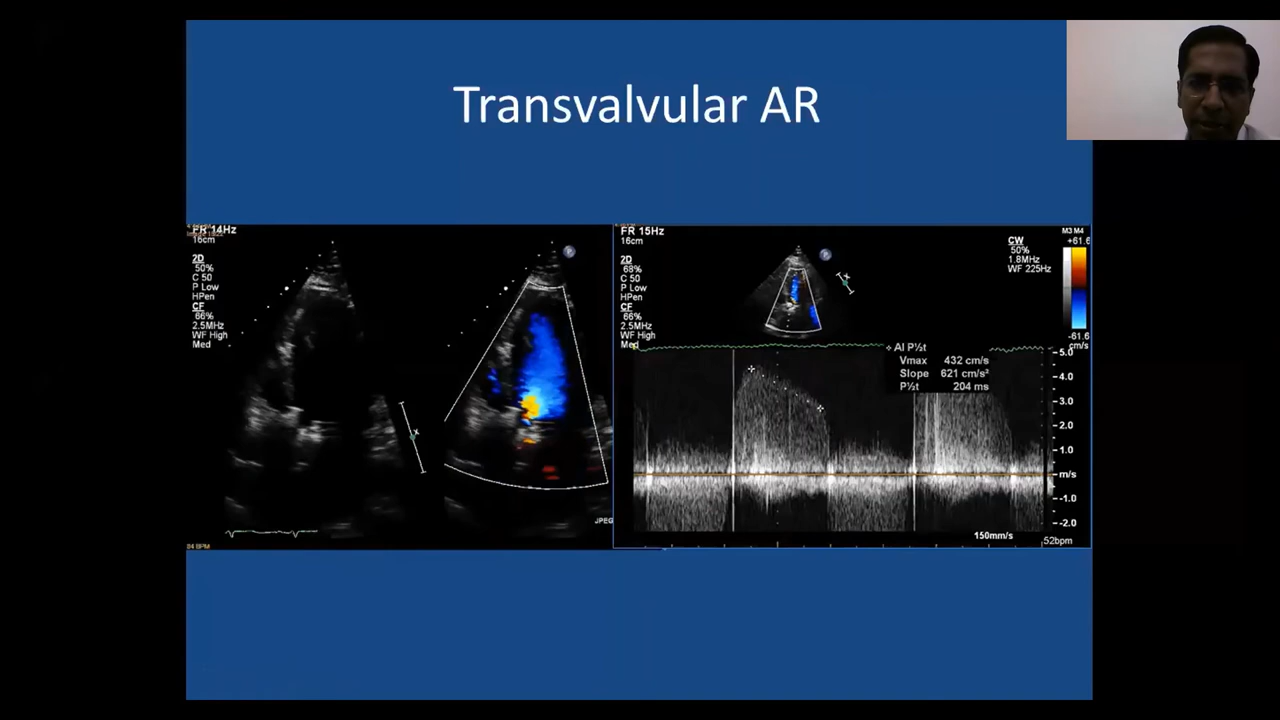 Transvalvular AR
FR 14Hz
16cm
2D
50%
C 50
P Low
HPen
CF
66%
2.5MHz
WF High
Med
JPEG
FR 15Hz
16cm
2D
68%
C 50
P Low
HPen
CF
66%
2.5MHz
WF High
Med
P
CW
50%
1.8MHz
WF 225Hz
M3 M4
+61.6
-61.6
cm/s
AI P½t
Vmax 432 cm/s
Slope 621 cm/s²
P½t 204 ms
5.0
4.0
3.0
2.0
1.0
m/s
-1.0
-2.0
150mm/s
52bpm